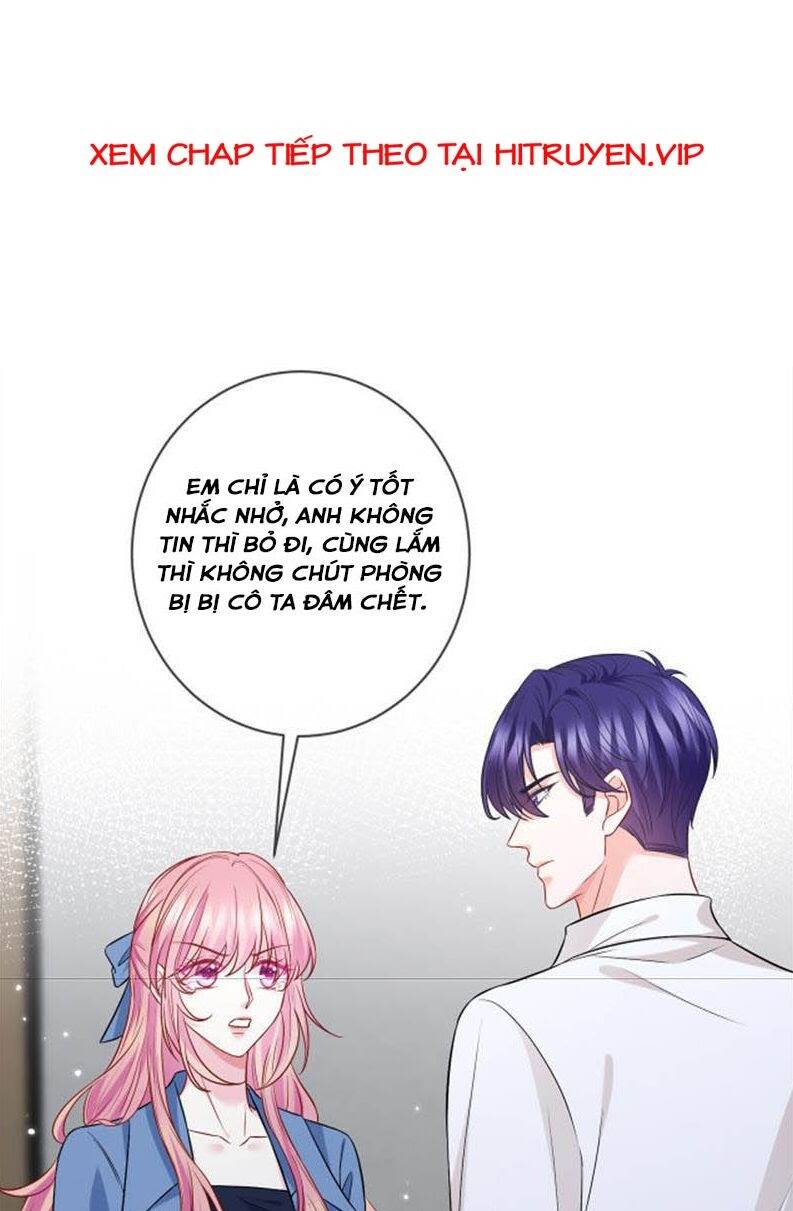 XEM CHAP TIẾP THEO TẠI HITRUYEN.VIP
EM CHỈ LÀ CÓ Ý TỐT
NHẮC NHỞ, ANH KHÔNG
TIN THÌ BỎ ĐI, CÙNG LẮM
THÌ KHÔNG CHÚT PHÒNG
BỊ BỊ CÔ TA ĐÂM CHẾT.